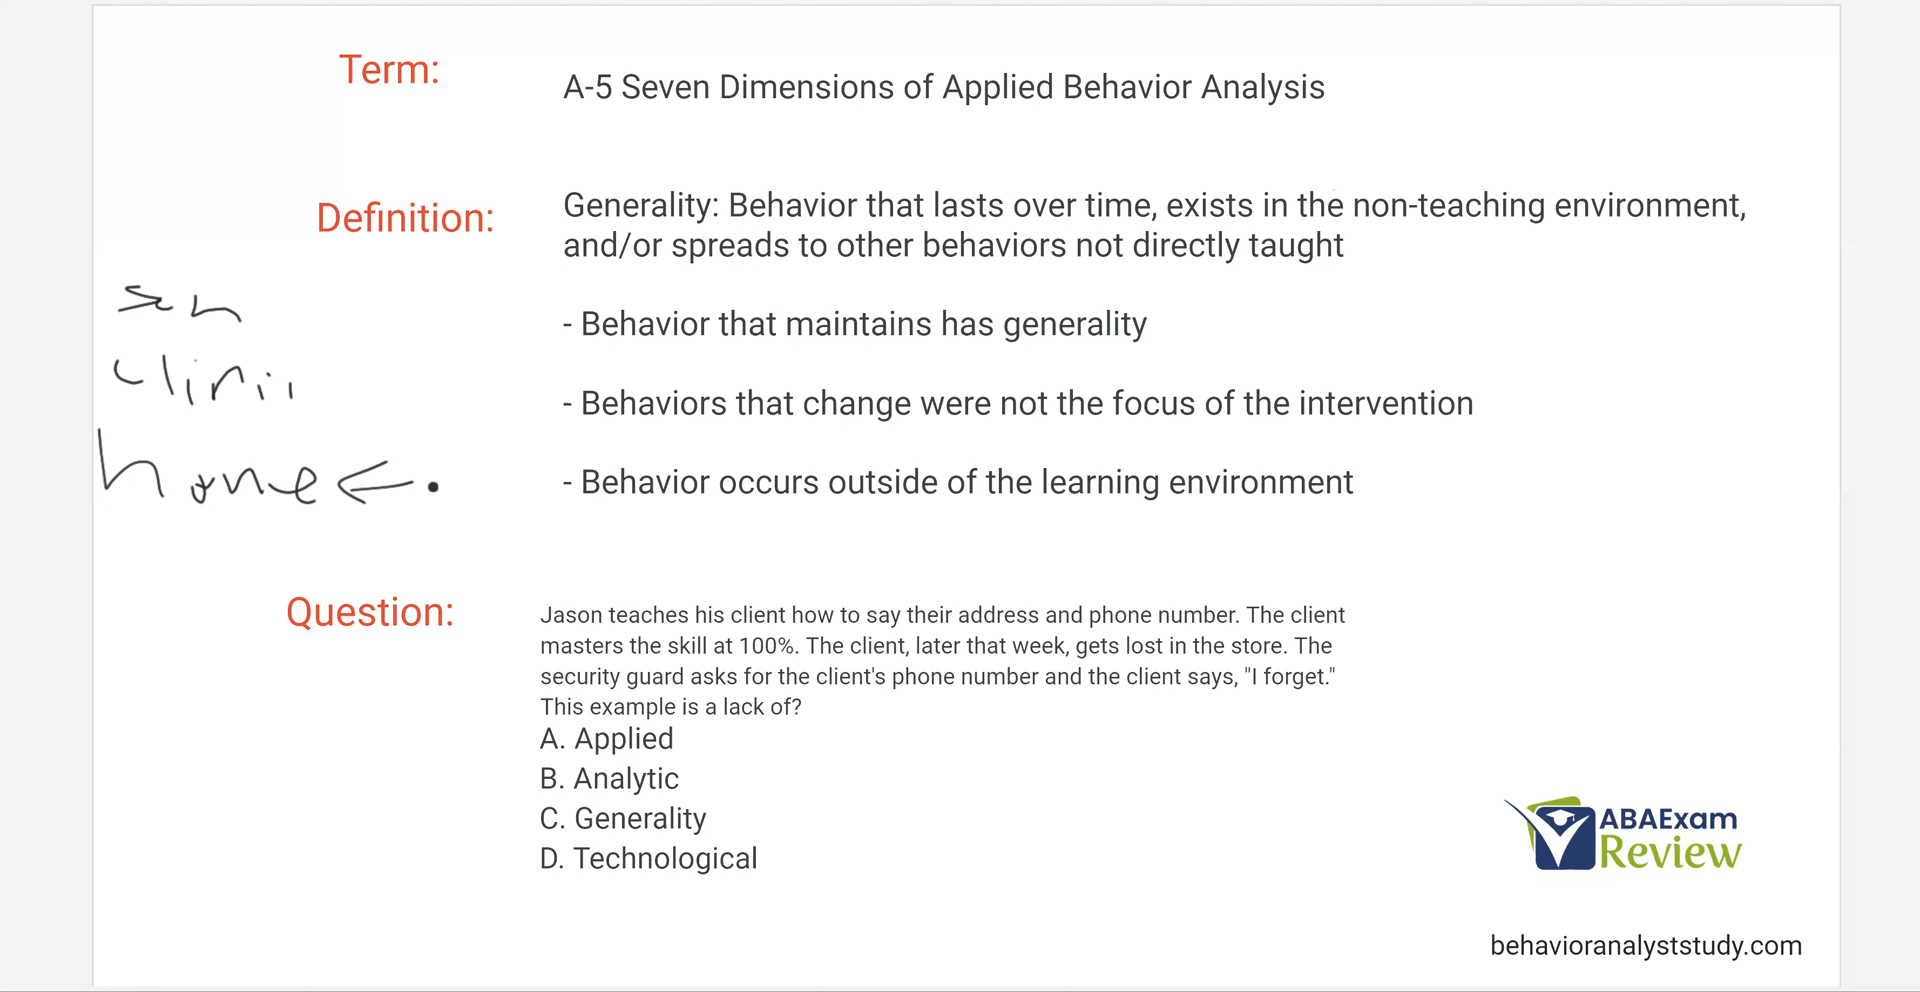 Term:
A-5 Seven Dimensions of Applied Behavior Analysis
Definition:
Generality: Behavior that lasts over time, exists in the non-teaching environment,
and/or spreads to other behaviors not directly taught
- Behavior that maintains has generality
- Behaviors that change were not the focus of the intervention
- Behavior occurs outside of the learning environment
home
Question:
Jason teaches his client how to say their address and phone number. The client
masters the skill at 100%. The client, later that week, gets lost in the store. The
security guard asks for the client's phone number and the client says, "I forget."
This example is a lack of?
A. Applied
B. Analytic
C. Generality
D. Technological
ABAExam
Review
behavioranalyststudy.com